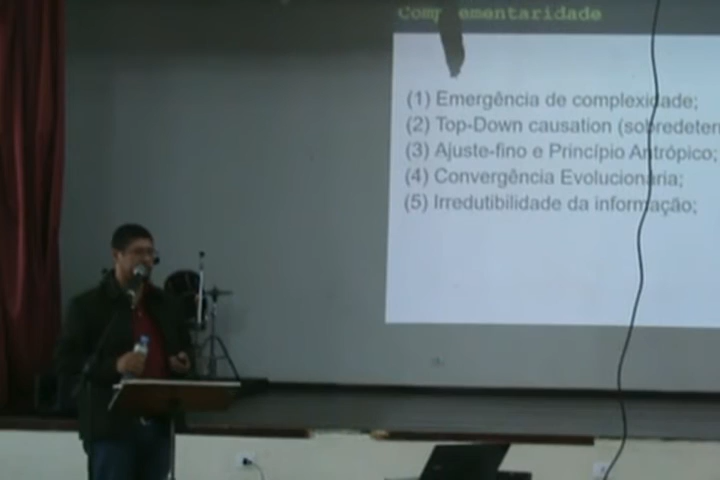 Complementaridade
(1) Emergência de complexidade;
(2) Top-Down causation
(3) Ajuste-fino e Princípio Antrópico;
(4) Convergência Evolucionária;
(5) Irredutibilidade da informação;